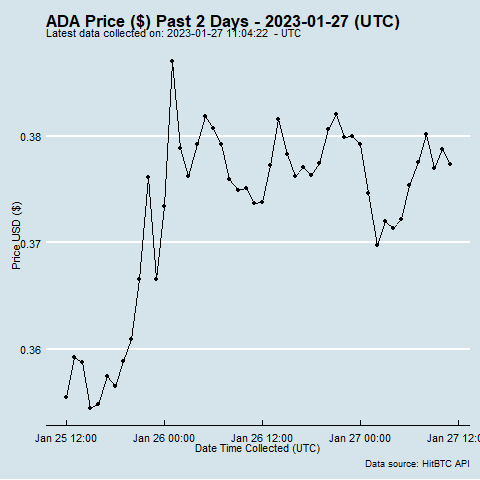 ADA Price ($) Past 2 Days - 2023-01-27 (UTC)
Latest data collected on: 2023-01-27 11:04:22 - UTC
Price USD ($)
0.38
0.37
0.36
Jan 25 12:00 Jan 26 00:00 Jan 26 12:00 Jan 27 00:00 Jan 27 12:
Date Time Collected (UTC)
Data source: HitBTC API